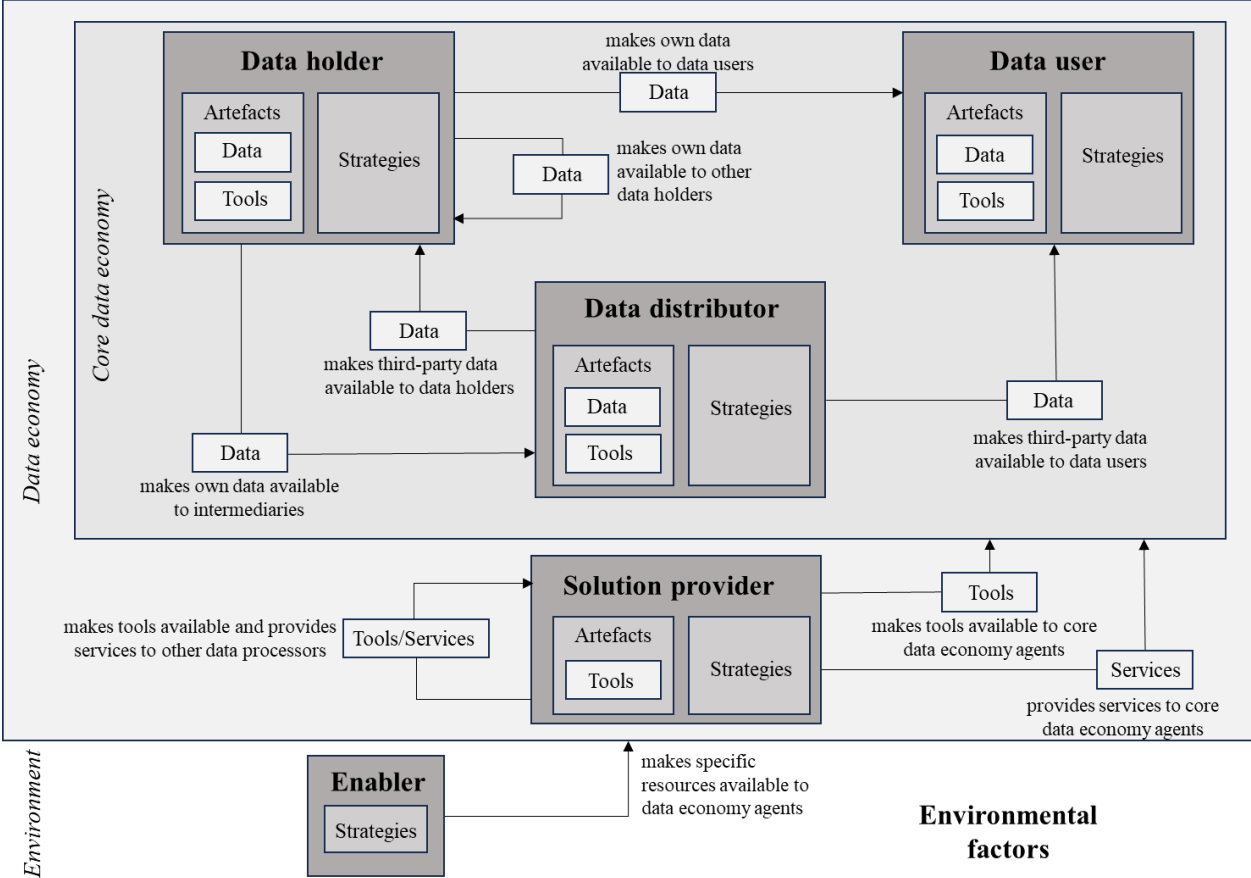 Data holder
Artefacts
Data
Tools
Strategies
makes own data
available to data users
Data
Data user
Artefacts
Data
Tools
Strategies
Data
makes own data
available to other
data holders
Core data economy
Data economy
Data
makes third-party data
available to data holders
Data distributor
Artefacts
Data
Tools
Strategies
Data
makes third-party data
available to data users
Data
makes own data available
to intermediaries
Solution provider
Artefacts
Tools
Strategies
makes tools available and provides
services to other data processors
Tools/Services
Tools
makes tools available to core
data economy agents
Services
provides services to core
data economy agents
Environment
Enabler
Strategies
makes specific
resources available to
data economy agents
Environmental
factors